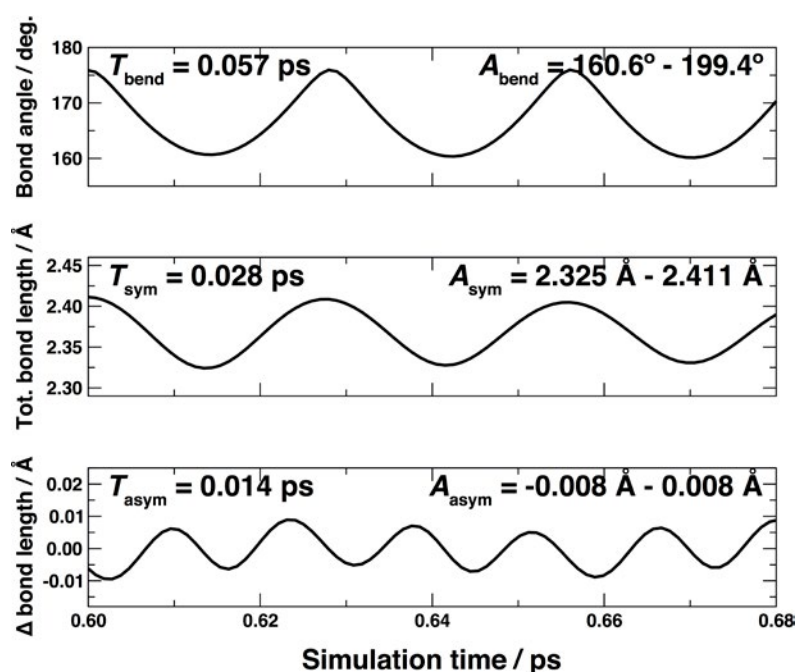 Bond angle / deg.
180
170
160
T bend = 0.057 ps
A bend = 160.6° - 199.4°
Tot. bond length / Å
2.45
2.40
2.35
2.30
T sym = 0.028 ps
A sym = 2.325 Å - 2.411 Å
Δ bond length / Å
0.02
0.01
0.00
-0.01
T asym = 0.014 ps
A asym = -0.008 Å - 0.008 Å
0.60
0.62
0.64
0.66
0.68
Simulation time / ps